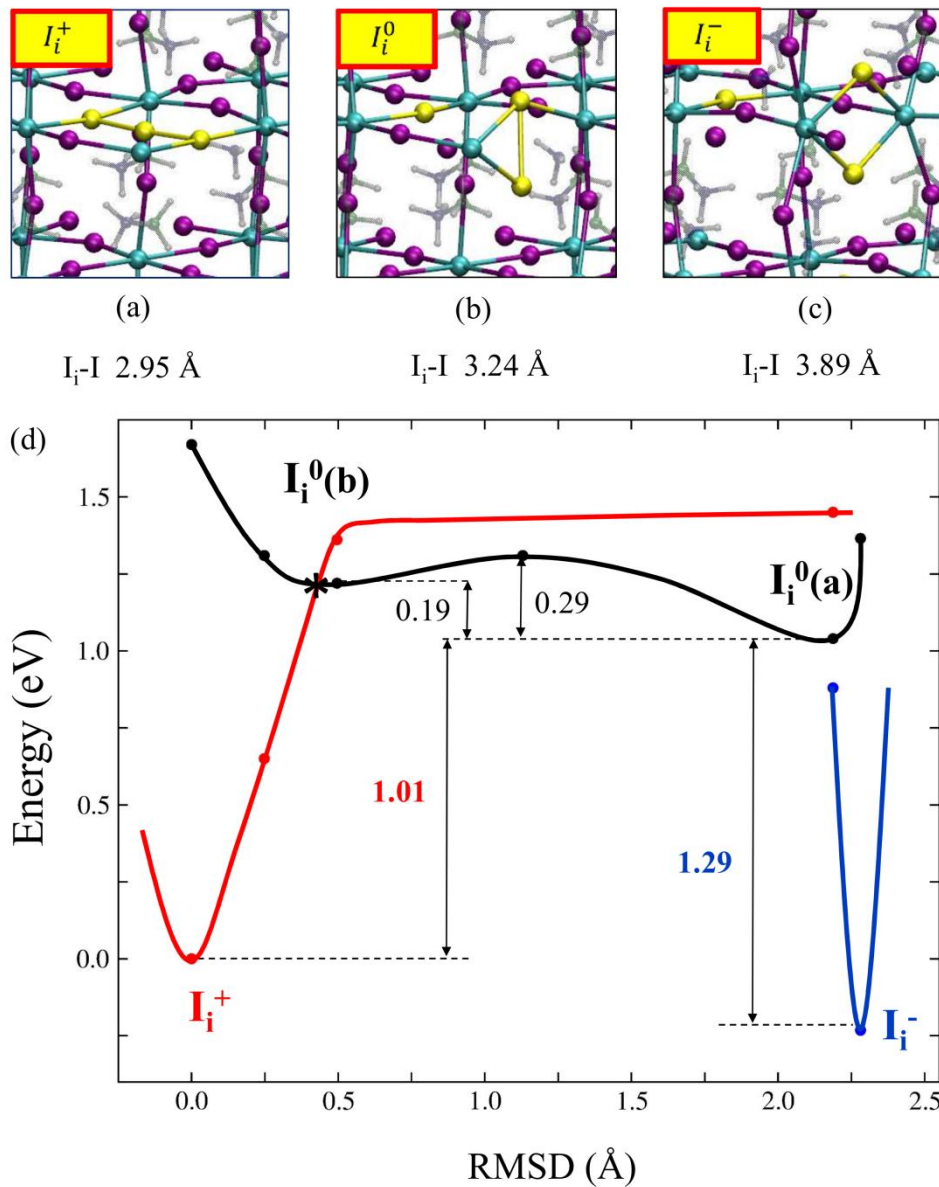 I_i^+
I_i^0
I_i^-
(a)
(b)
(c)
I_i-I 2.95 Å
I_i-I 3.24 Å
I_i-I 3.89 Å
(d)
Energy (eV)
1.5
1.0
0.5
0.0
I_i^0(b)
I_i^0(a)
0.19
0.29
1.01
1.29
I_i^+
I_i^-
0.0
0.5
1.0
1.5
2.0
2.5
RMSD (Å)